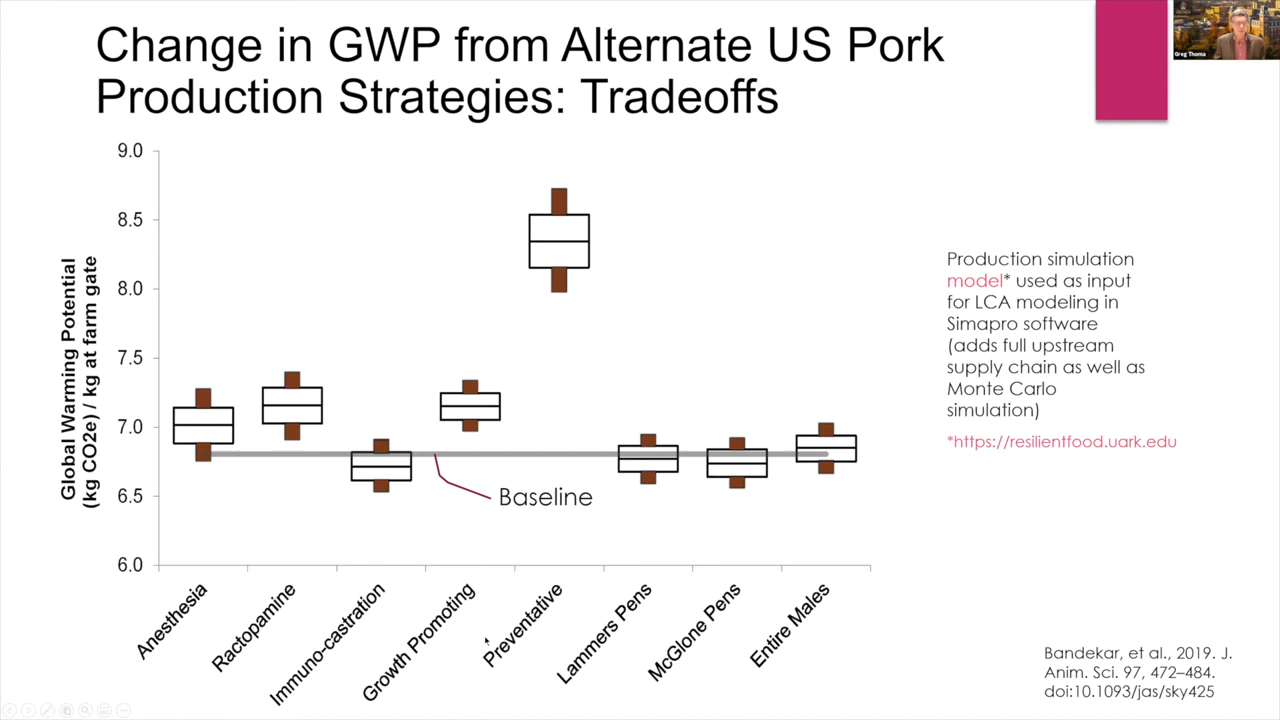 Change in GWP from Alternate US Pork
Production Strategies: Tradeoffs
Greg Thoma
Global Warming Potential
(kg CO2e) / kg at farm gate
9.0
8.5
8.0
7.5
7.0
6.5
6.0
Baseline
Anesthesia
Ractopamine
Immuno-castration
Growth Promoting
Preventative
Lammers Pens
McGlone Pens
Entire Males
Production simulation
model* used as input
for LCA modeling in
Simapro software
(adds full upstream
supply chain as well as
Monte Carlo
simulation)
*https://resilientfood.uark.edu
Bandekar, et al., 2019. J.
Anim. Sci. 97, 472–484.
doi:10.1093/jas/sky425